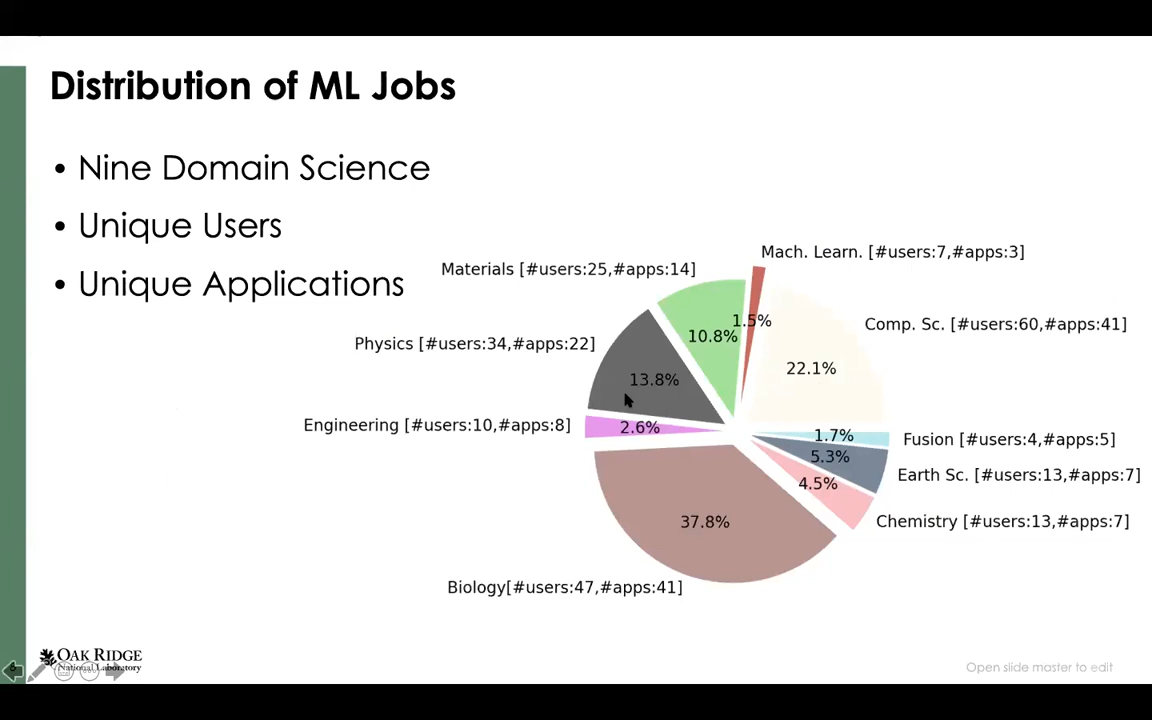 Distribution of ML Jobs
• Nine Domain Science
• Unique Users
• Unique Applications
Mach. Learn. [#users:7,#apps:3]
Materials [#users:25,#apps:14]
1.5%
10.8%
Comp. Sc. [#users:60,#apps:41]
22.1%
Physics [#users:34,#apps:22]
13.8%
Engineering [#users:10,#apps:8]
2.6%
1.7%
Fusion [#users:4,#apps:5]
5.3%
Earth Sc. [#users:13,#apps:7]
4.5%
Chemistry [#users:13,#apps:7]
37.8%
Biology[#users:47,#apps:41]
OAK RIDGE
National Laboratory
Open slide master to edit